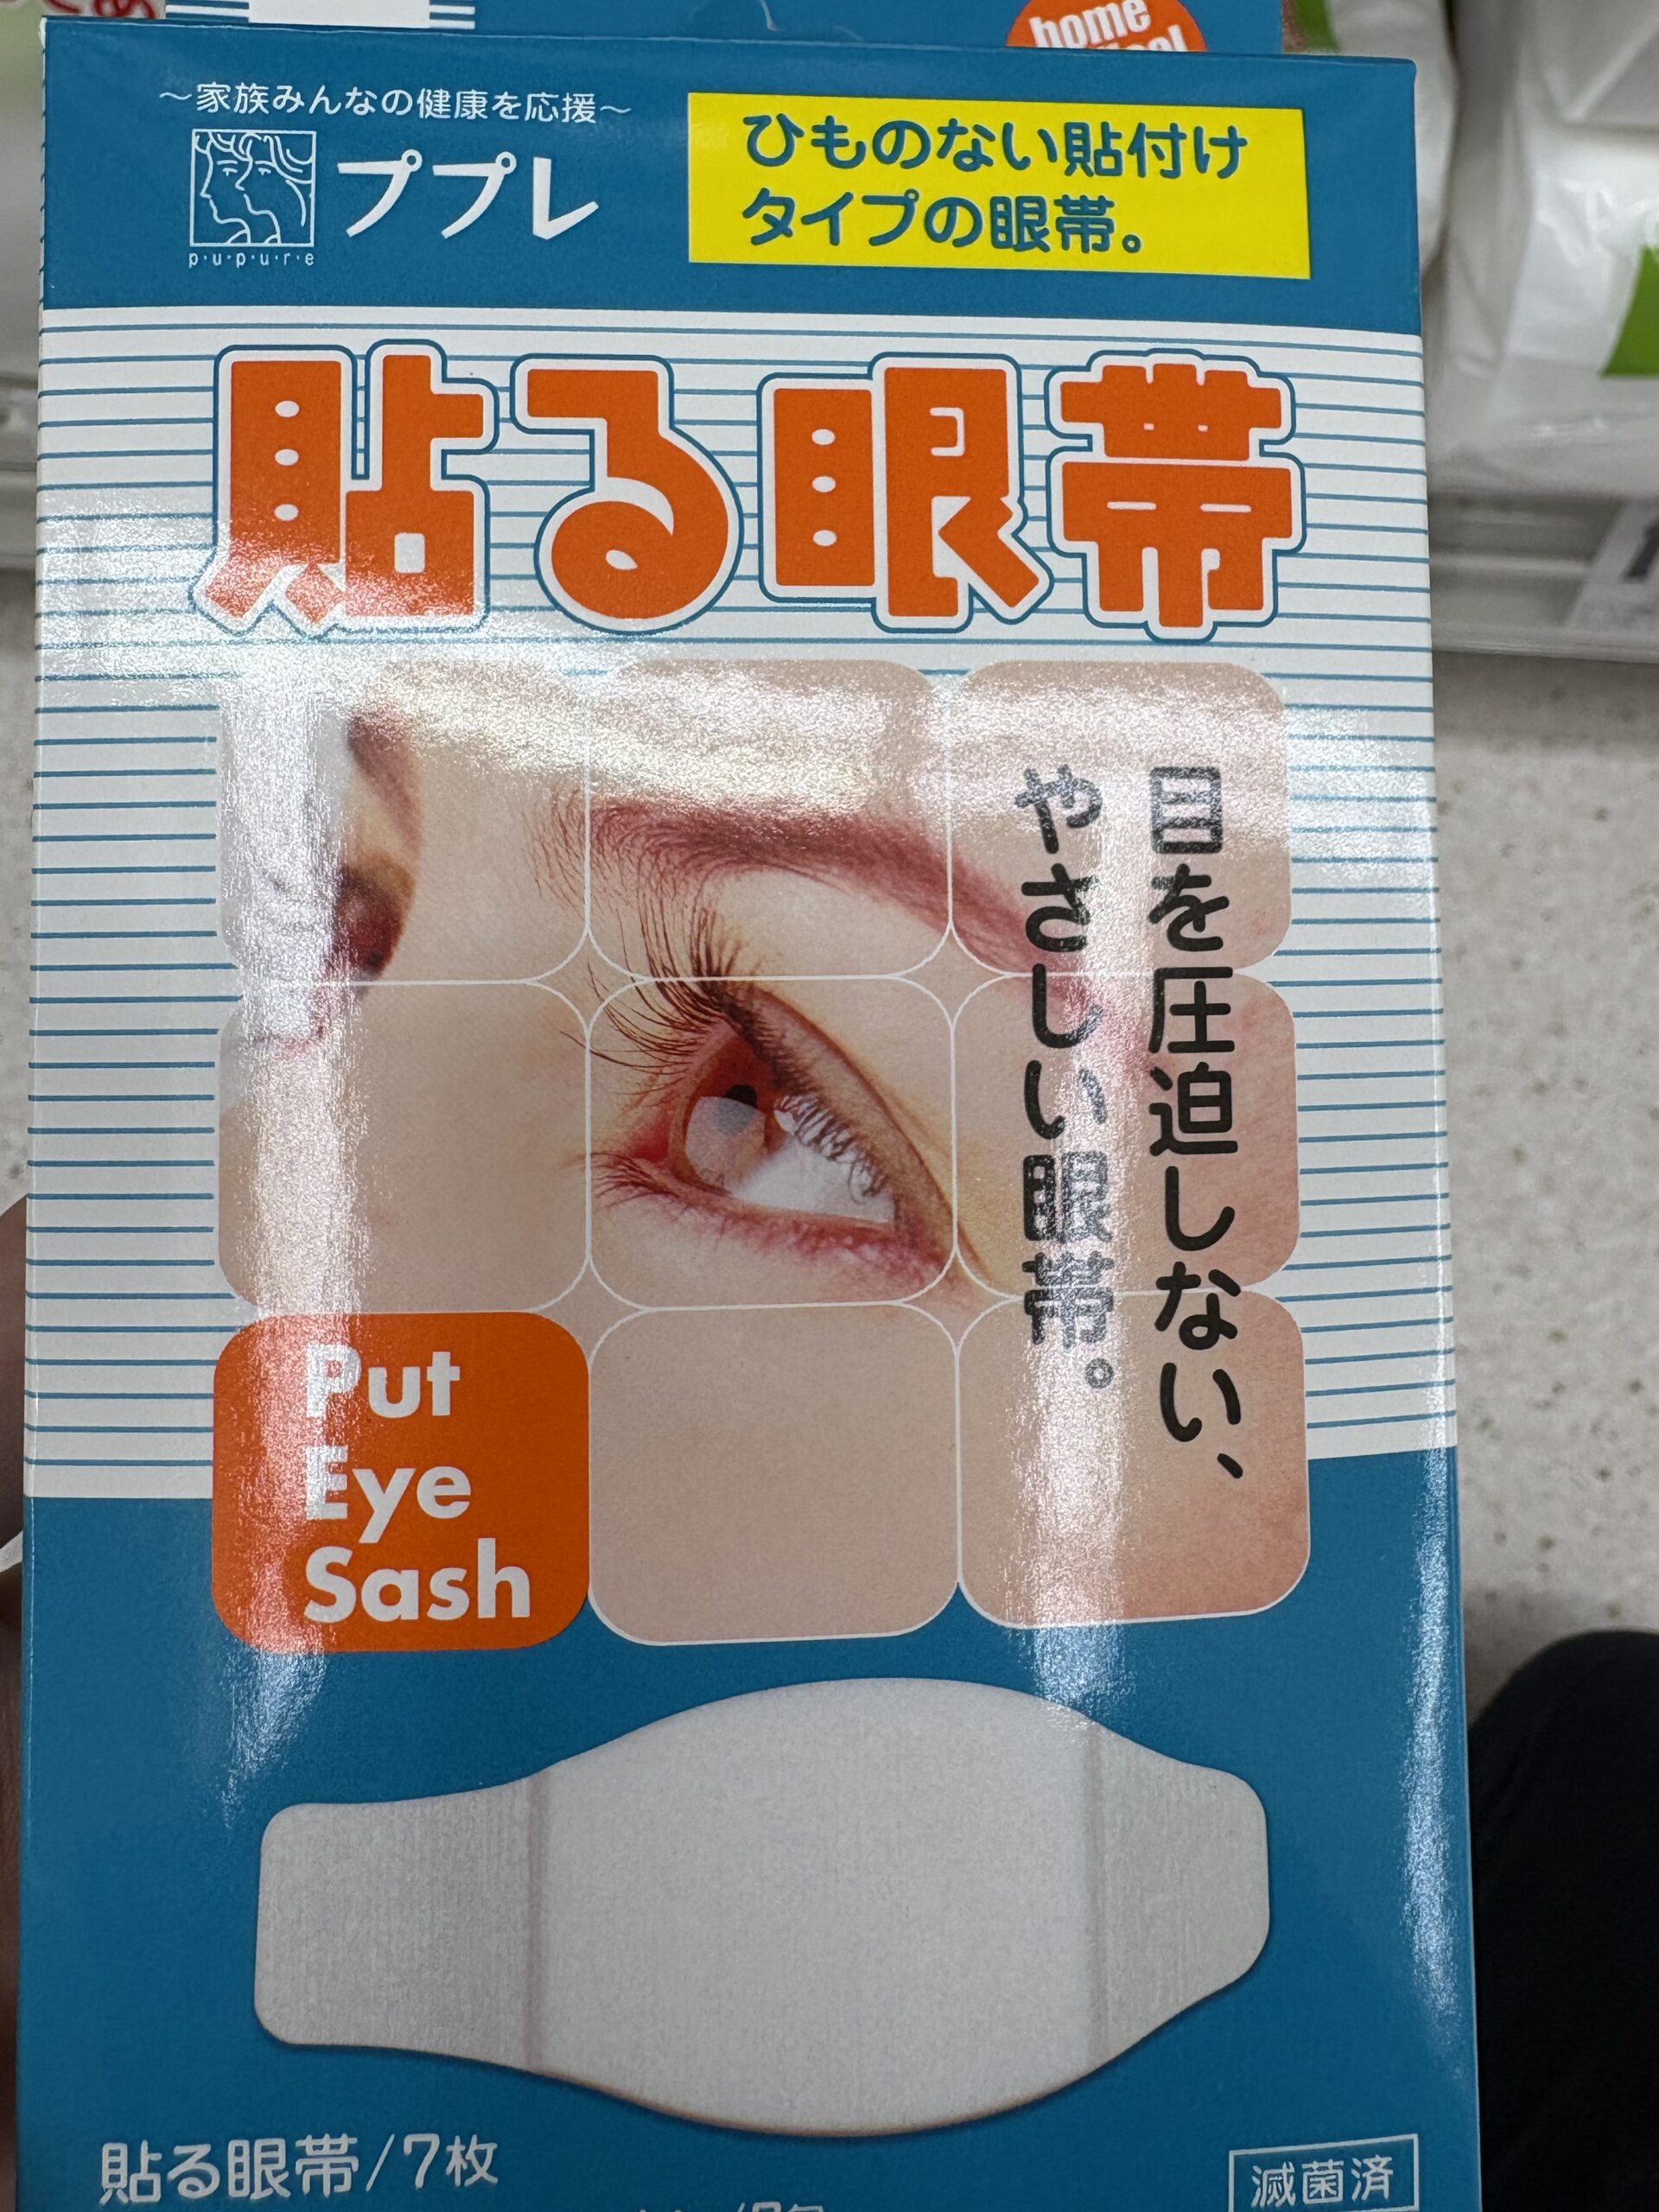 home
～家族みんなの健康を応援～
ププレ
p・u・p・u・r・e
ひものない貼付け
タイプの眼帯。
貼る眼帯
目を圧迫しない、
やさしい眼帯。
Put
Eye
Sash
貼る眼帯/7枚
滅菌済